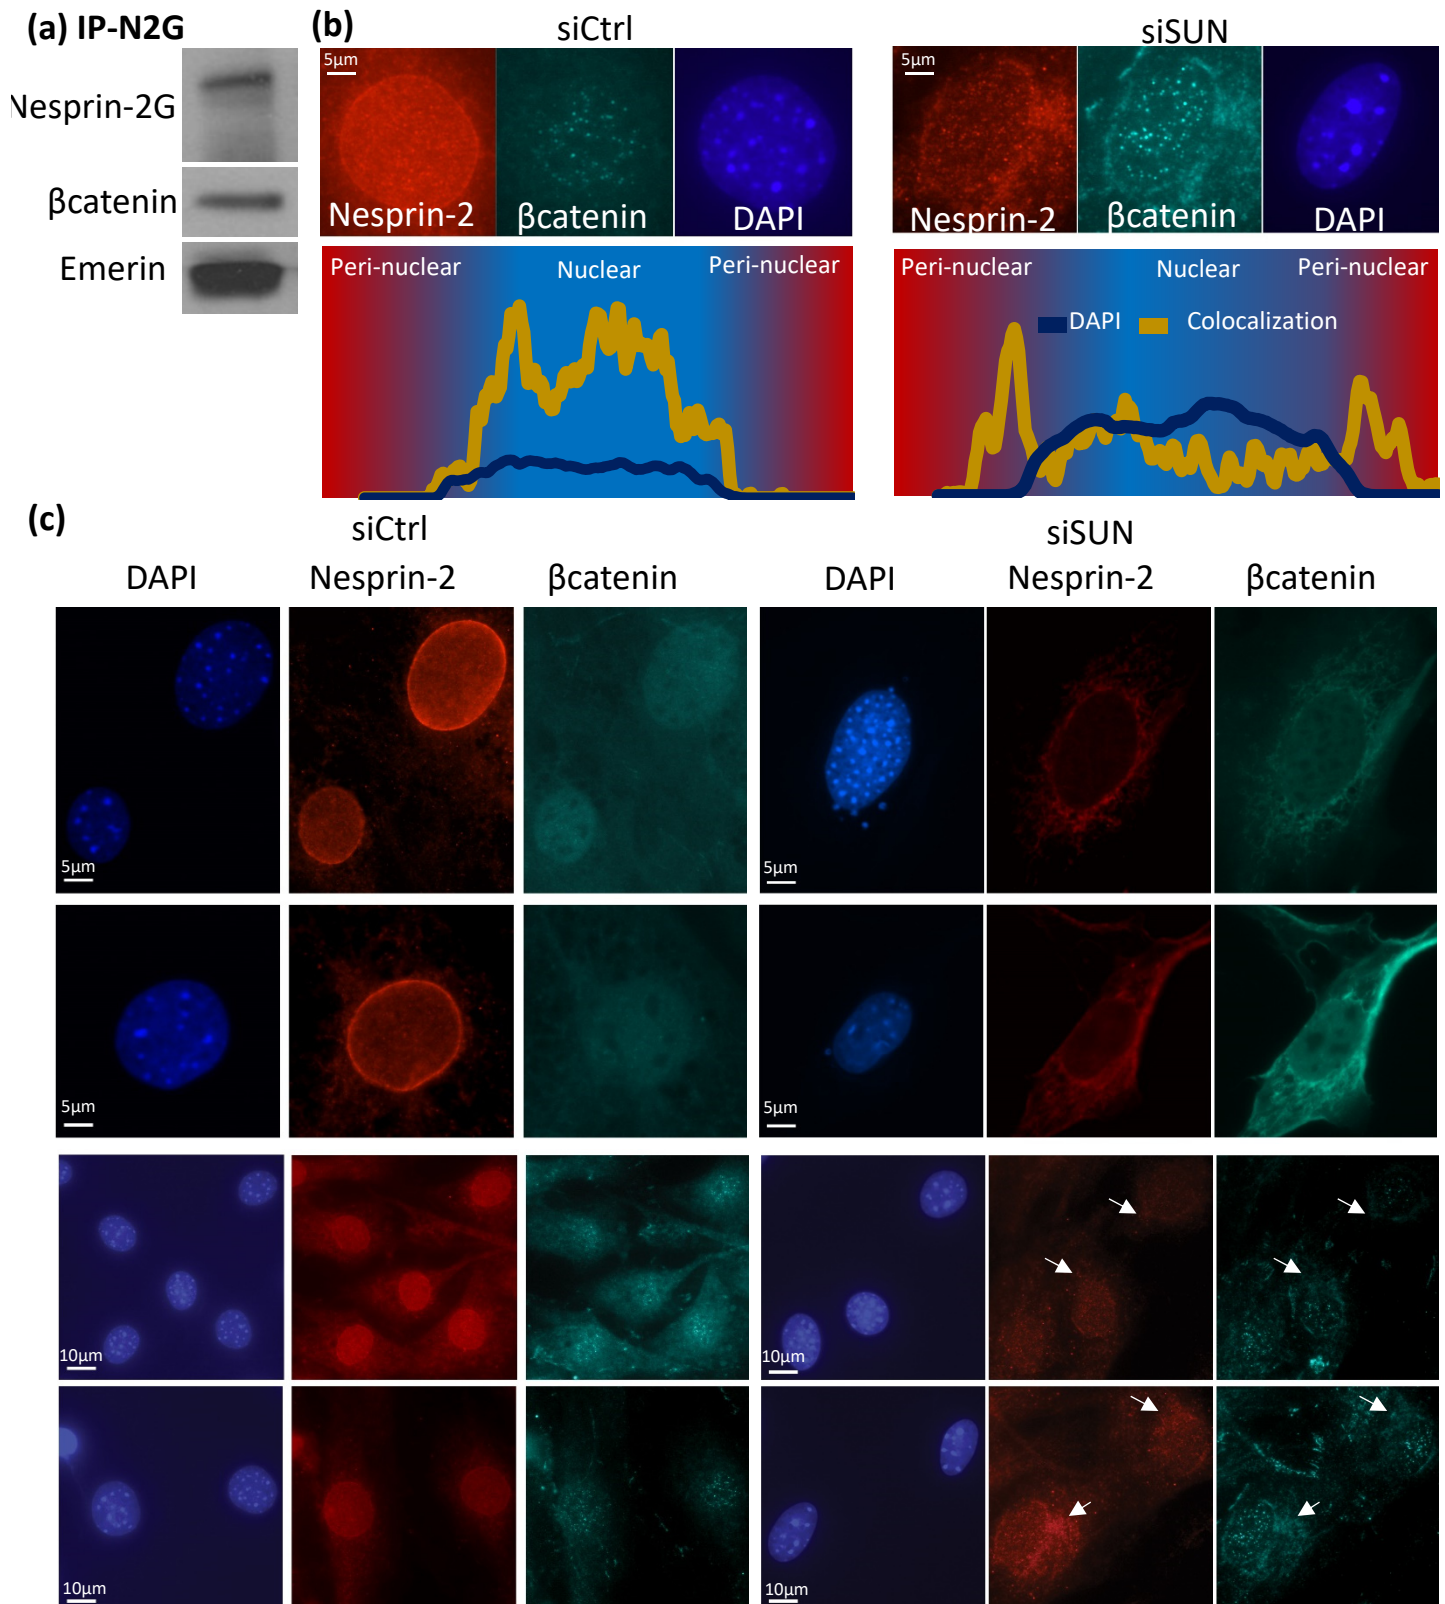 (a) IP-N2G
Nesprin-2G
βcatenin
Emerin
(b)
siCtrl
siSUN
5µm
Nesprin-2
βcatenin
DAPI
5µm
Nesprin-2
βcatenin
DAPI
Peri-nuclear
Nuclear
Peri-nuclear
Peri-nuclear
Nuclear
Peri-nuclear
DAPI
Colocalization
(c)
siCtrl
siSUN
DAPI
Nesprin-2
βcatenin
DAPI
Nesprin-2
βcatenin
5µm
5µm
5µm
5µm
10µm
10µm
10µm
10µm